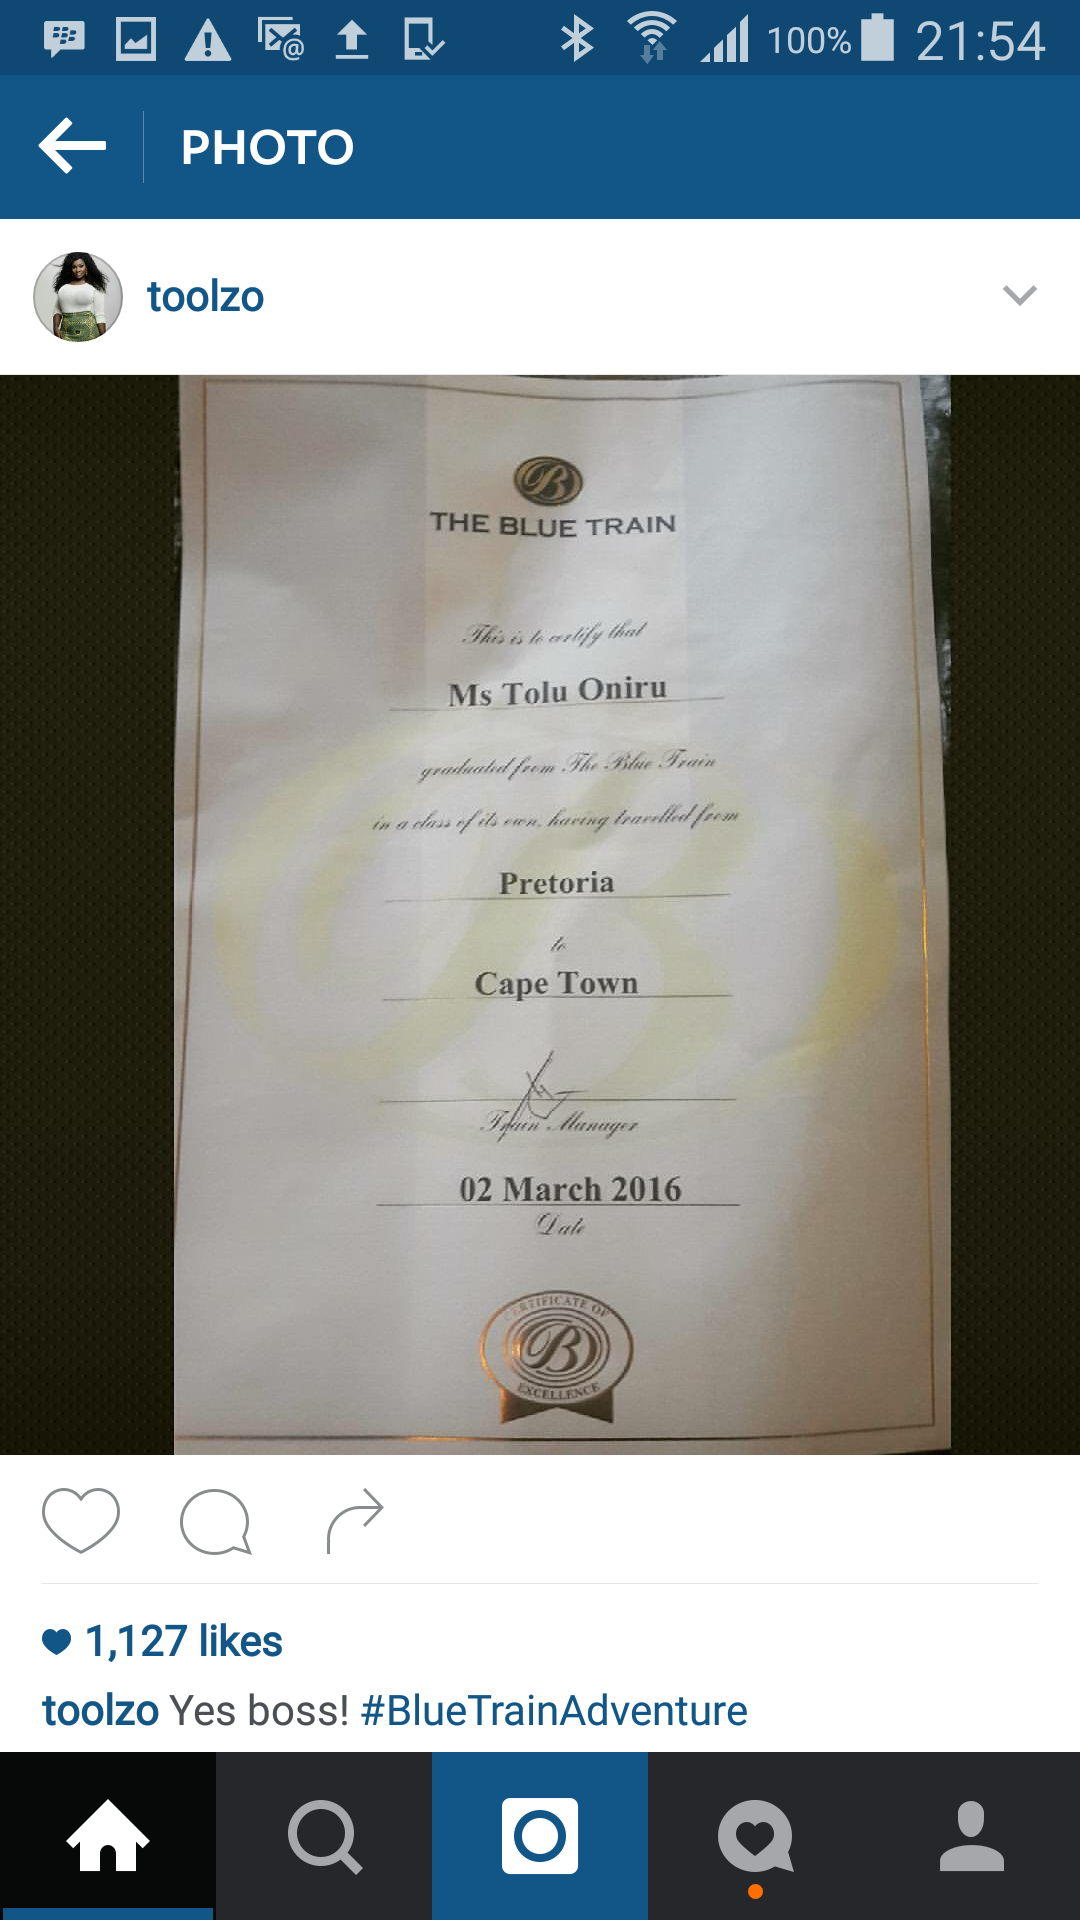 100% 21:54
PHOTO
toolzo
B
THE BLUE TRAIN
This is to certify that
Ms Tolu Oniru
graduated from The Blue Train
in a class of its own, having travelled from
Pretoria
to
Cape Town
Train Manager
02 March 2016
Date
CERTIFICATE OF
B
EXCELLENCE
1,127 likes
toolzo Yes boss! #BlueTrainAdventure